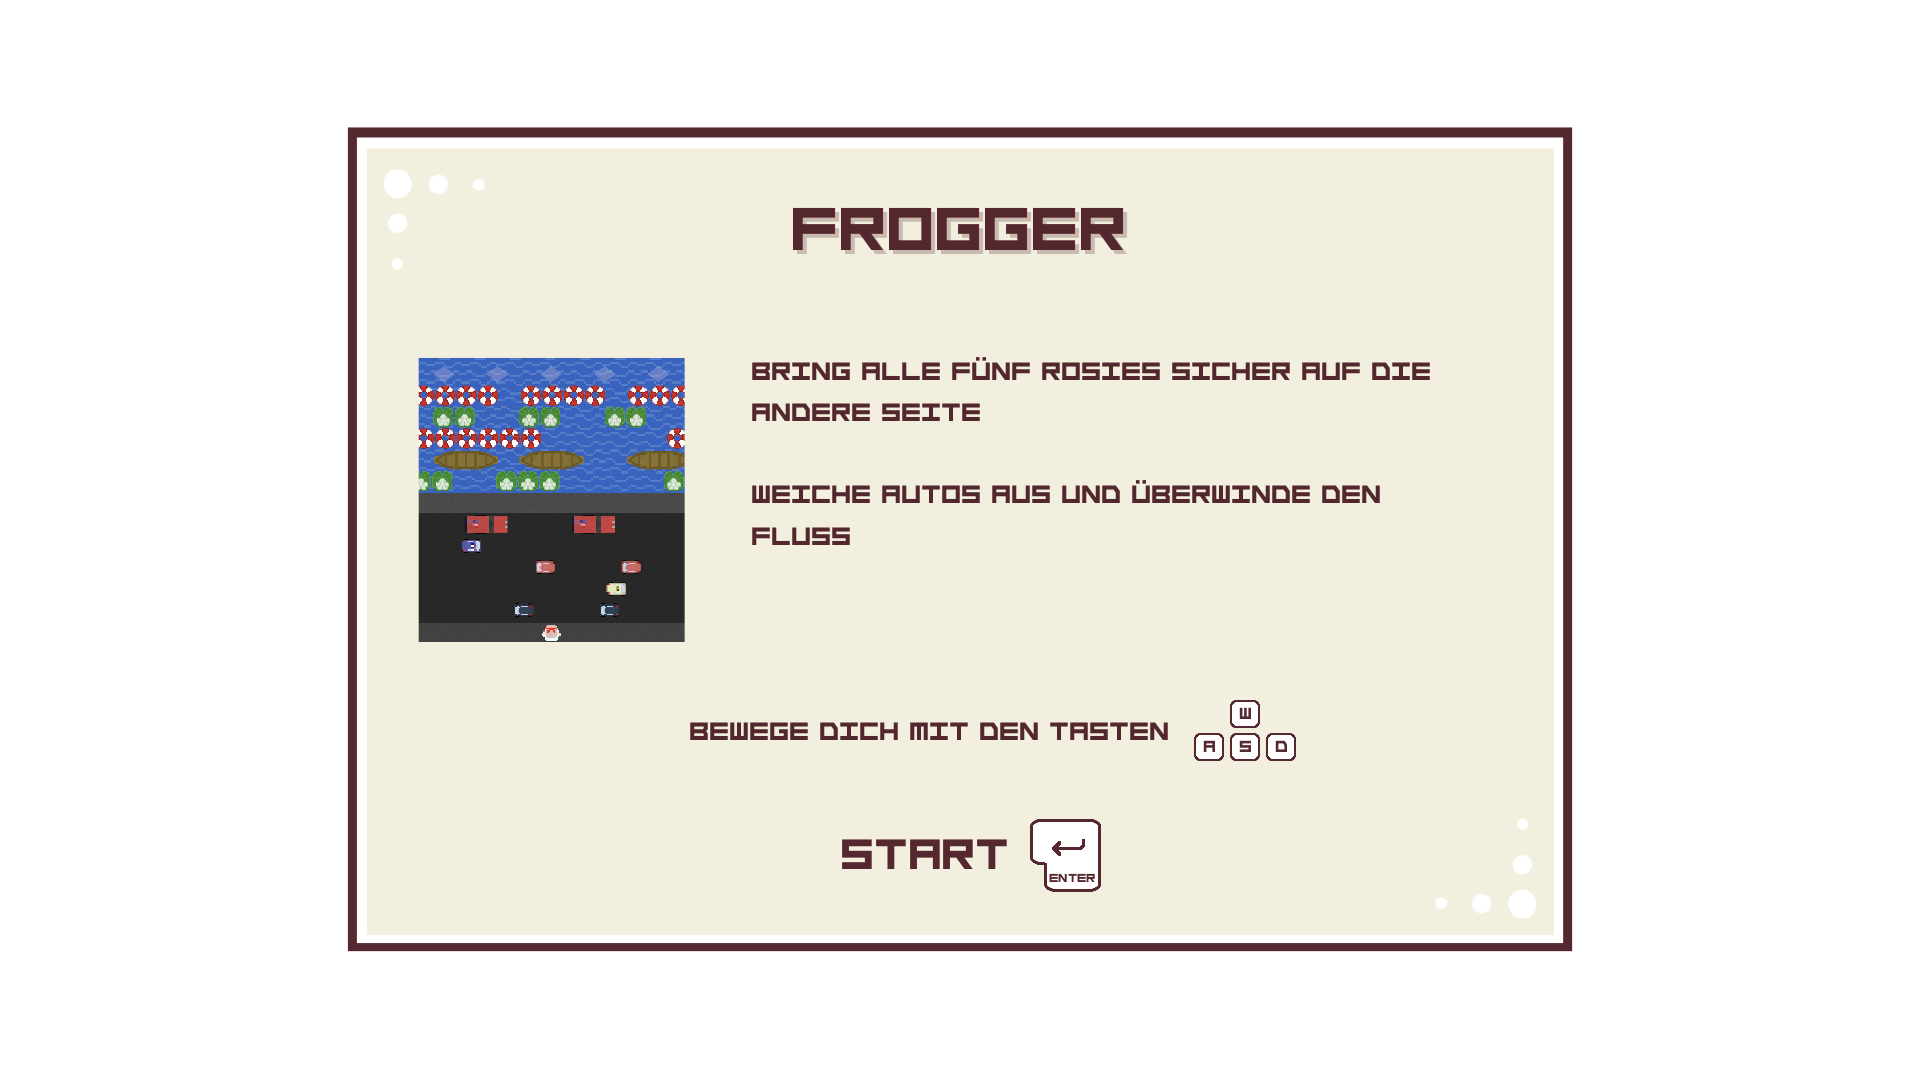 FROGGER
BRING ALLE FÜNF ROSIES SICHER AUF DIE
ANDERE SEITE
WEICHE AUTOS AUS UND ÜBERWINDE DEN
FLUSS
BEWEGE DICH MIT DEN TASTEN
W
A S D
START
ENTER